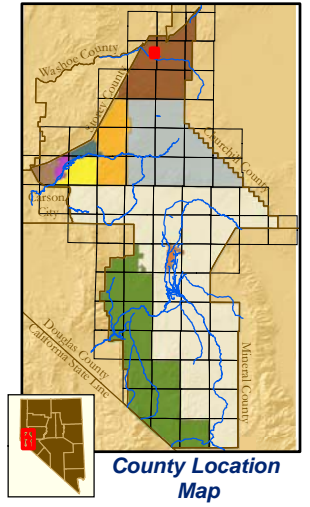 Washoe County
Storey County
Churchill County
Carson
City
Douglas County
California State Line
Mineral County
County Location
Map